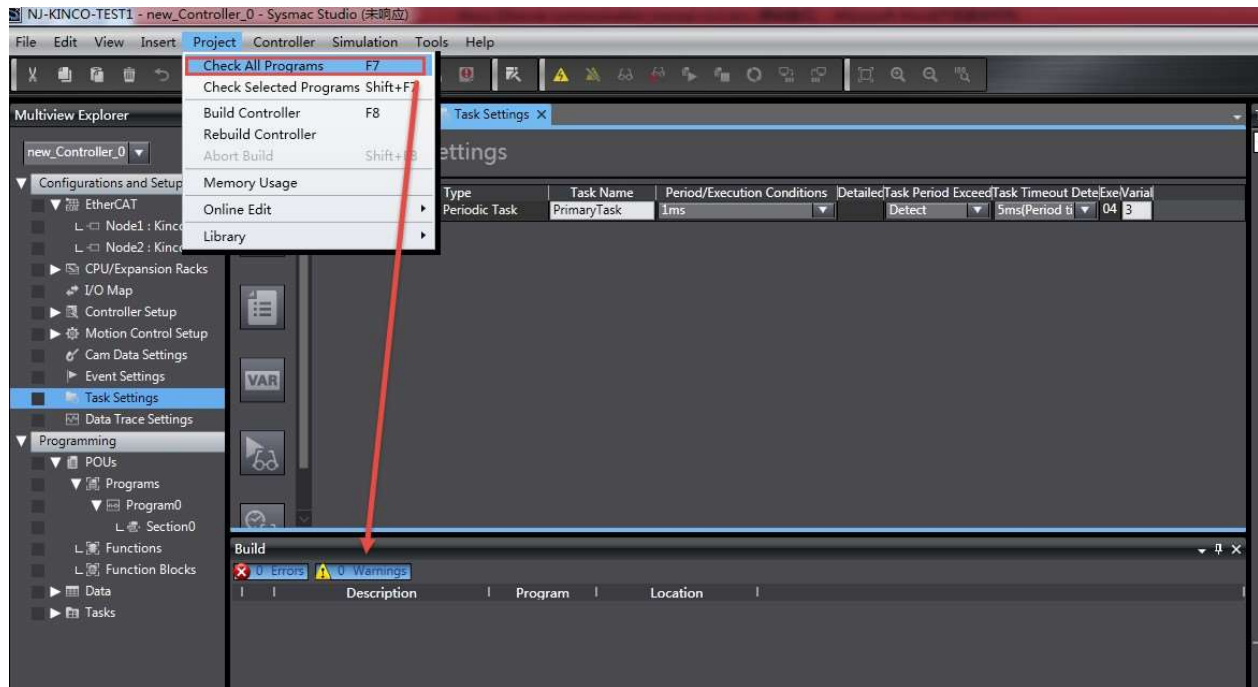 NJ-KINCO-TEST1 - new_Controller_0 - Sysmac Studio (未响应)
File Edit View Insert Project Controller Simulation Tools Help
Check All Programs F7
Check Selected Programs Shift+F7
Build Controller F8
Rebuild Controller
Abort Build Shift+F8
Memory Usage
Online Edit
Library
Multiview Explorer
new_Controller_0
Configurations and Setup
EtherCAT
Node1 : Kinco
Node2 : Kinco
CPU/Expansion Racks
I/O Map
Controller Setup
Motion Control Setup
Cam Data Settings
Event Settings
Task Settings
Data Trace Settings
Programming
POUs
Programs
Program0
Section0
Functions
Function Blocks
Data
Tasks
Task Settings
ettings
Type Task Name Period/Execution Conditions Detailed Task Period Exceed Task Timeout Dete Exe Varial
Periodic Task PrimaryTask 1ms Detect 5ms(Period ti 04 3
VAR
Build
0 Errors 0 Warnings
Description Program Location